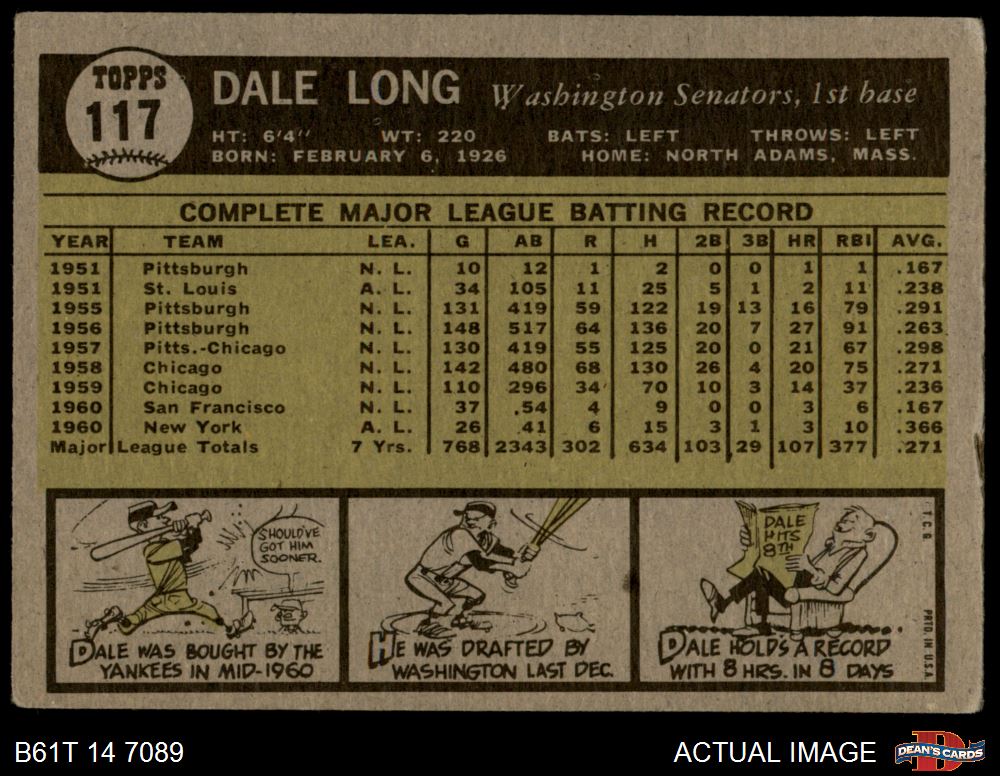 TOPPS
117
DALE LONG Washington Senators, 1st base
HT: 6'4" WT: 220 BATS: LEFT THROWS: LEFT
BORN: FEBRUARY 6, 1926 HOME: NORTH ADAMS, MASS.
COMPLETE MAJOR LEAGUE BATTING RECORD
YEAR TEAM LEA. G AB R H 2B 3B HR RBI AVG.
1951 Pittsburgh N. L. 10 12 1 2 0 0 1 1 .167
1951 St. Louis A. L. 34 105 11 25 5 1 2 11 .238
1955 Pittsburgh N. L. 131 419 59 122 19 13 16 79 .291
1956 Pittsburgh N. L. 148 517 64 136 20 7 27 91 .263
1957 Pitts.-Chicago N. L. 130 419 55 125 20 0 21 67 .298
1958 Chicago N. L. 142 480 68 130 26 4 20 75 .271
1959 Chicago N. L. 110 296 34 70 10 3 14 37 .236
1960 San Francisco N. L. 37 .54 4 9 0 0 3 6 .167
1960 New York A. L. 26 .41 6 15 3 1 3 10 .366
Major League Totals 7 Yrs. 768 2343 302 634 103 29 107 377 .271
SHOULD'VE
GOT HIM
SOONER.
DALE WAS BOUGHT BY THE
YANKEES IN MID-1960
HE WAS DRAFTED BY
WASHINGTON LAST DEC.
DALE
HITS
8TH
DALE HOLDS A RECORD
WITH 8 HRS. IN 8 DAYS
T. C. G.
PRTD. IN U.S.A.
B61T 14 7089
ACTUAL IMAGE
D
DEAN'S CARDS